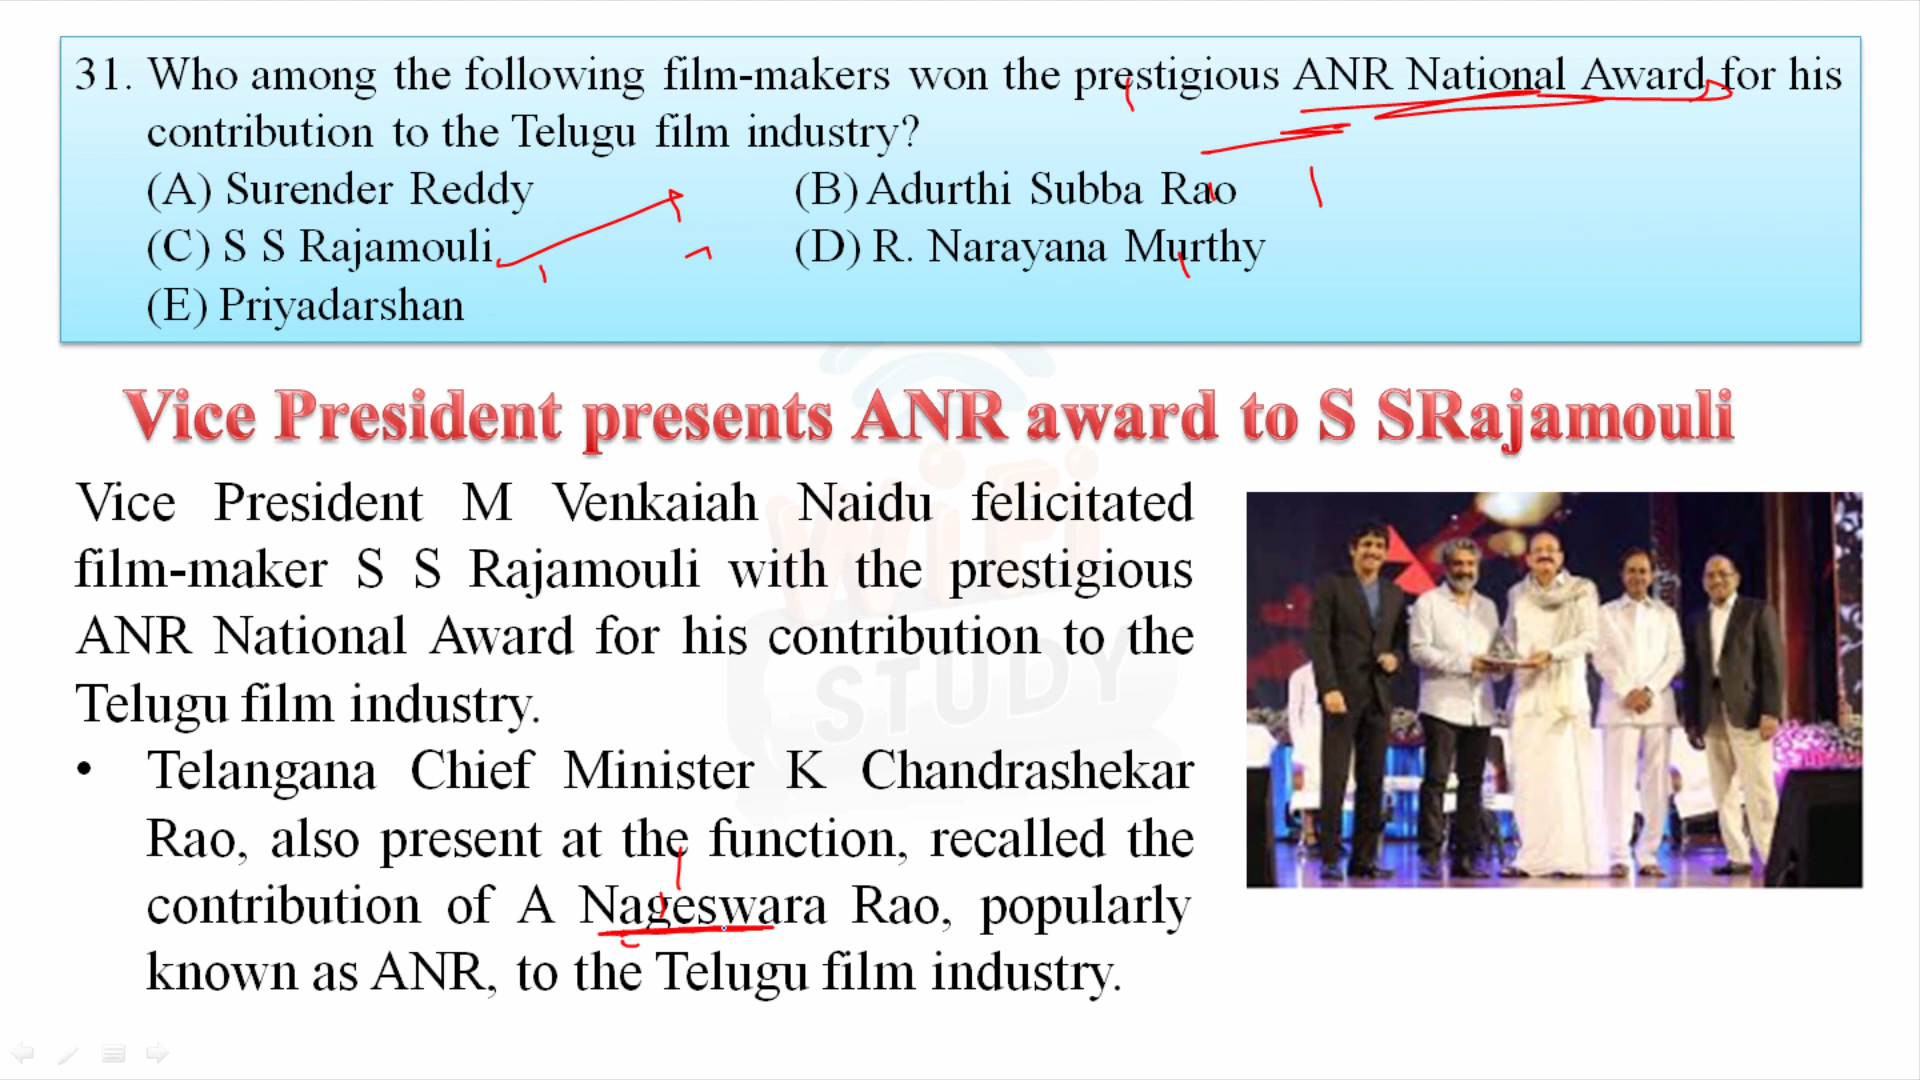 31. Who among the following film-makers won the prestigious ANR National Award for his
contribution to the Telugu film industry?
(A) Surender Reddy (B) Adurthi Subba Rao
(C) S S Rajamouli (D) R. Narayana Murthy
(E) Priyadarshan
Vice President presents ANR award to S SRajamouli
Vice President M Venkaiah Naidu felicitated
film-maker S S Rajamouli with the prestigious
ANR National Award for his contribution to the
Telugu film industry.
• Telangana Chief Minister K Chandrashekar
Rao, also present at the function, recalled the
contribution of A Nageswara Rao, popularly
known as ANR, to the Telugu film industry.
WiFi
STUDY